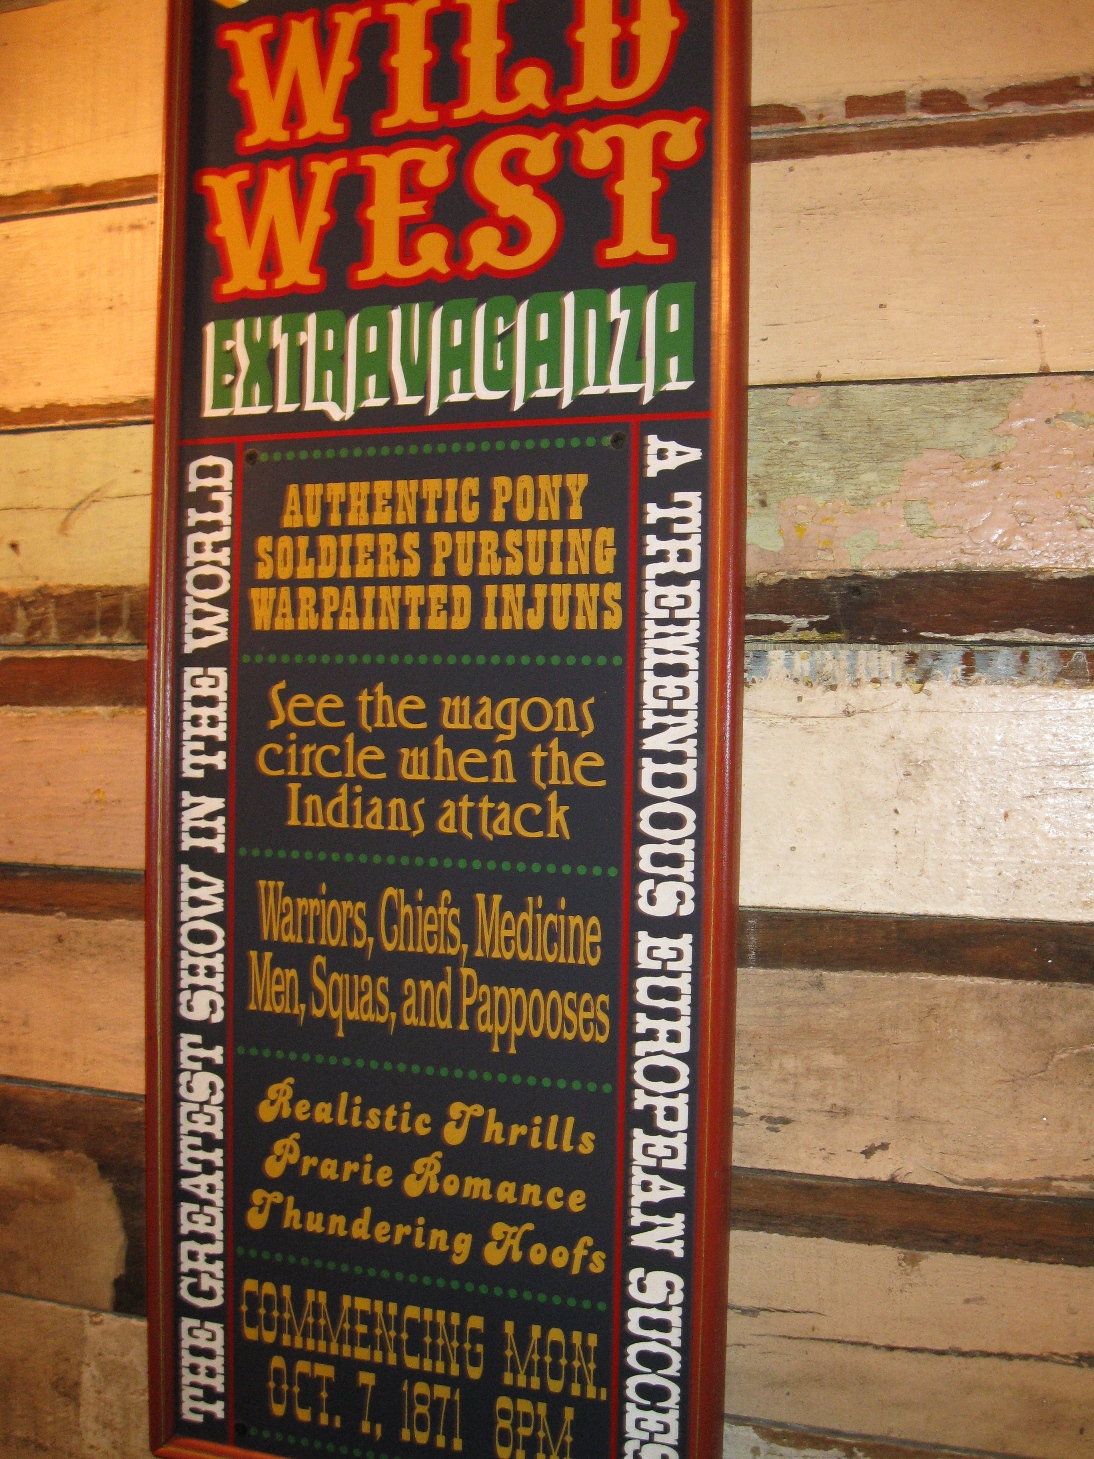 WILD
WEST
EXTRAVAGANZA
THE GREATEST SHOW IN THE WORLD
AUTHENTIC PONY
SOLDIERS PURSUING
WARPAINTED INJUNS
See the wagons
circle when the
Indians attack
Warriors, Chiefs, Medicine
Men, Squas, and Pappooses
Realistic Thrills
Prarie Romance
Thundering Hoofs
COMMENCING MON.
OCT. 7, 1871 8PM
A TREMENDOUS EUROPEAN SUCCESS